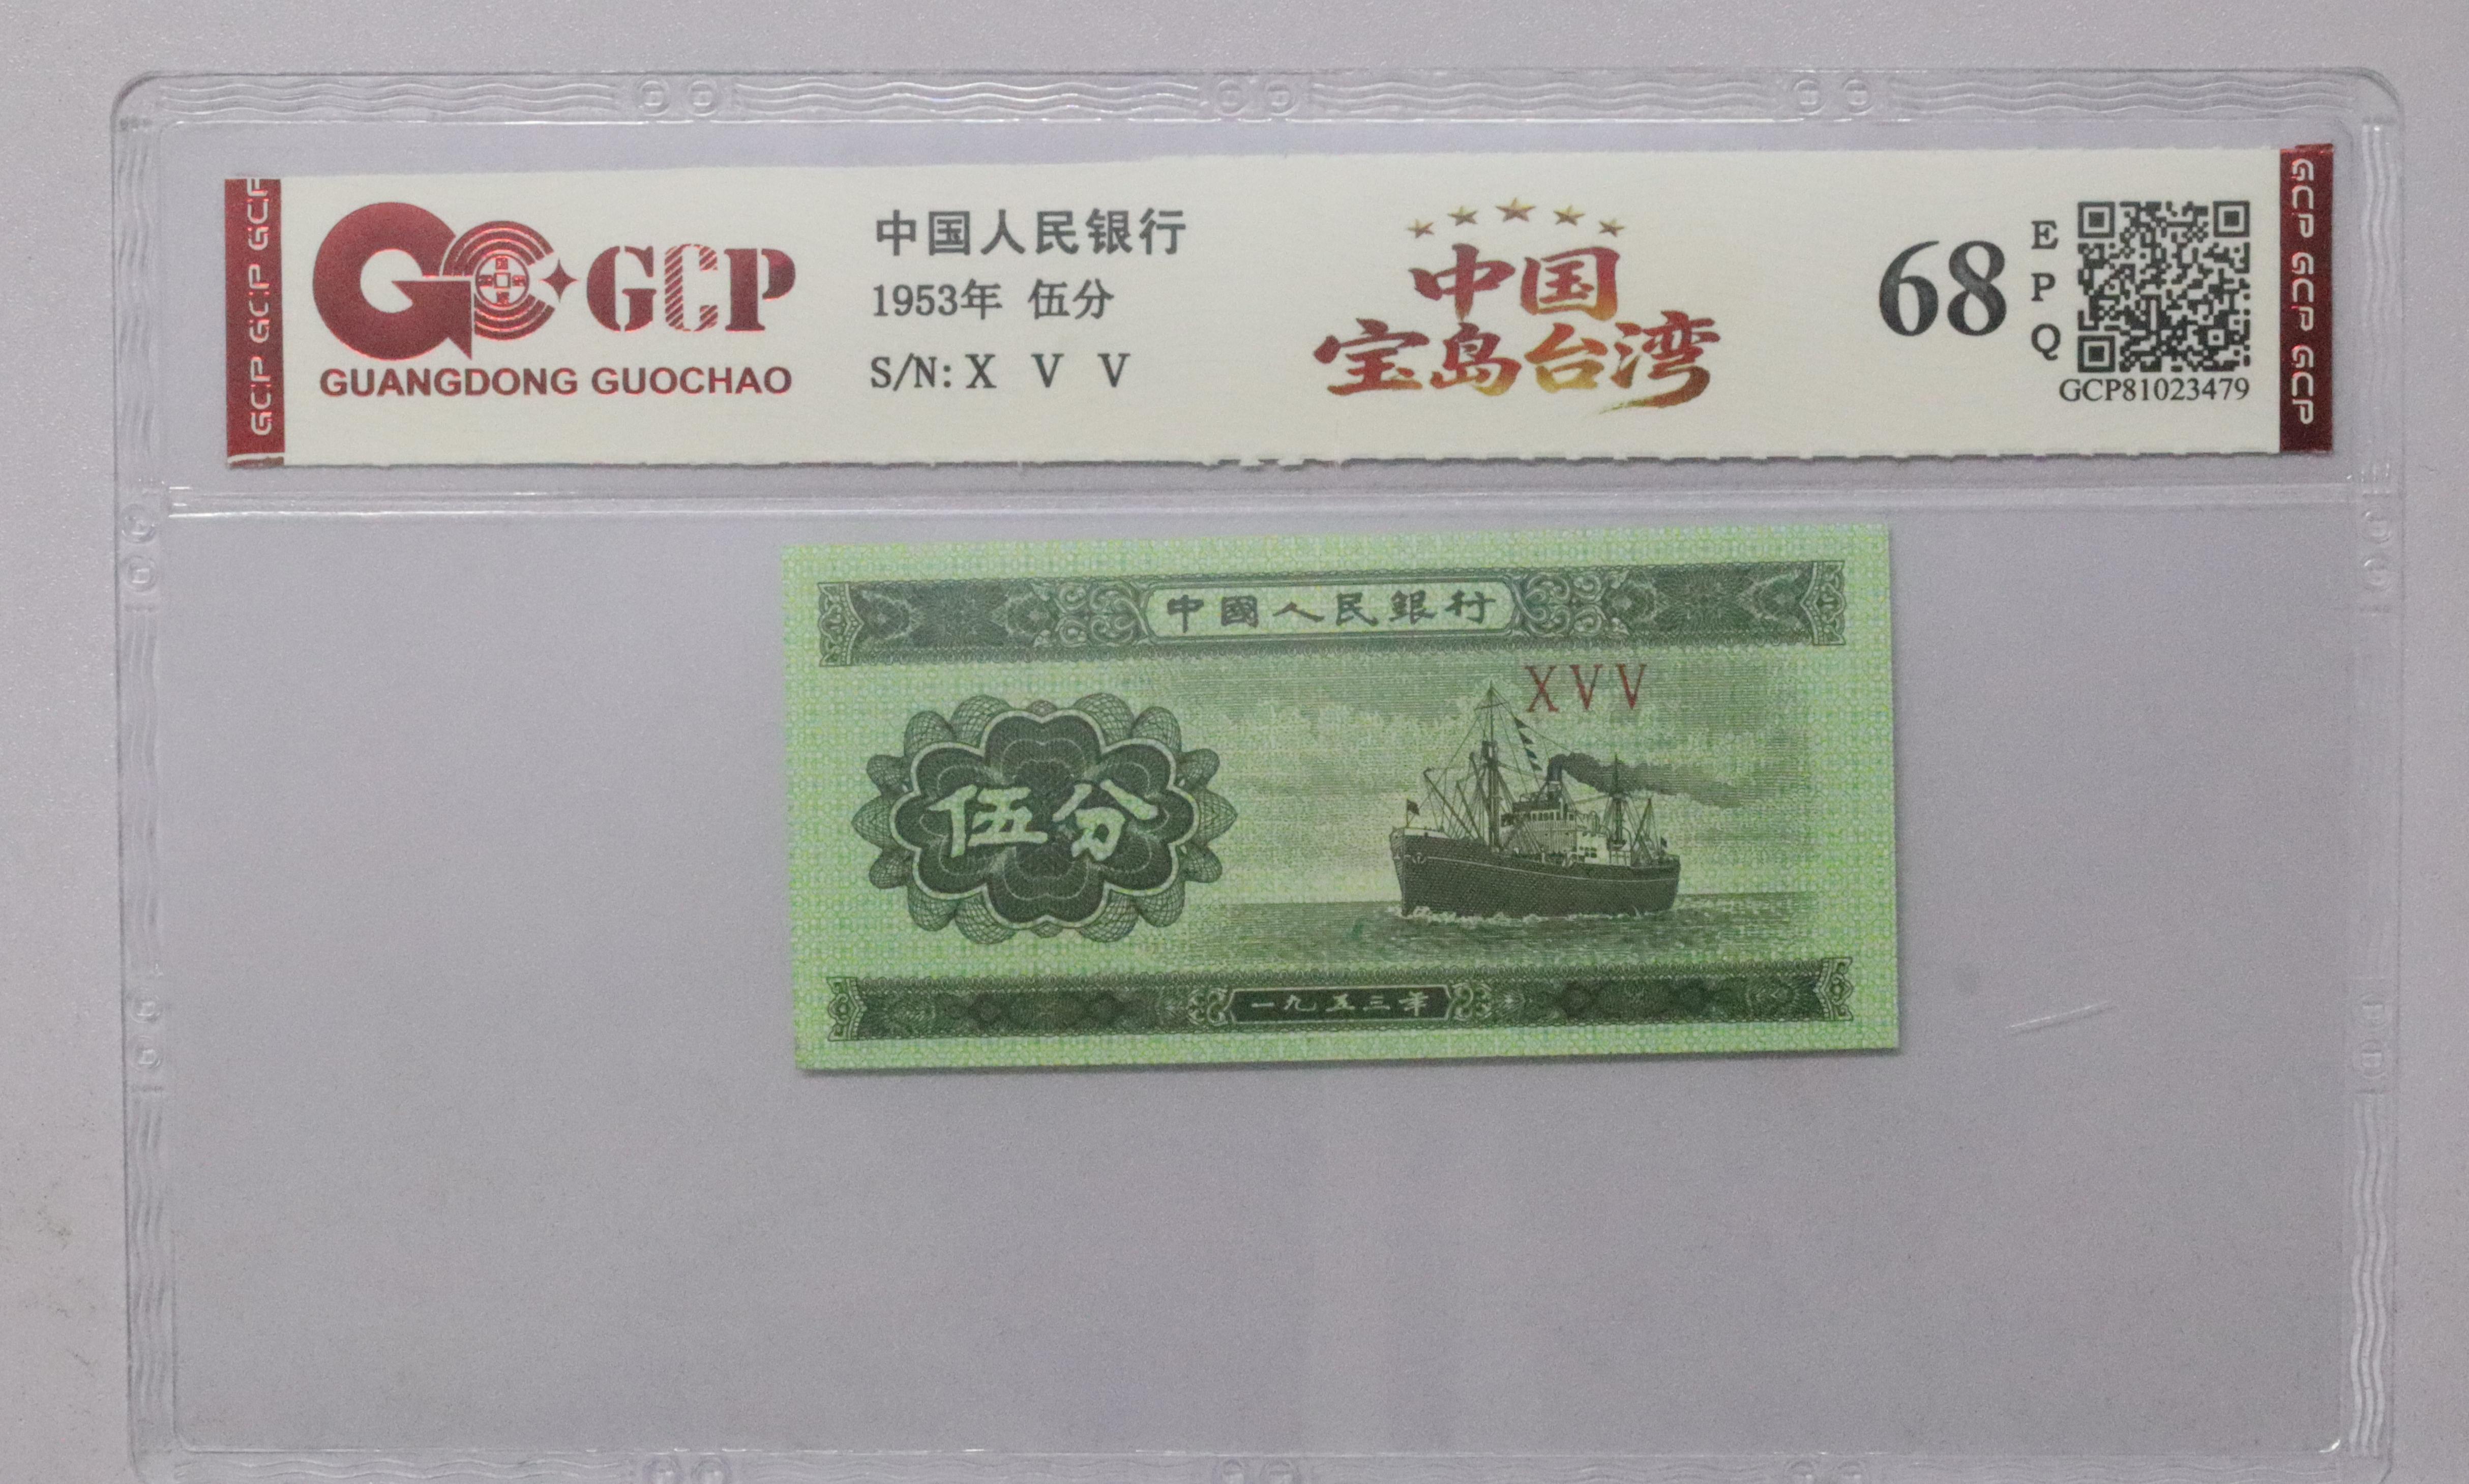 GCP GCP GCP
GCP
GUANGDONG GUOCHAO
中国人民银行
1953年 伍分
S/N: X V V
中国
宝岛台湾
68
E
P
Q
GCP81023479
GCP GCP GCP
中國人民銀行
XVV
伍分
一九五三年